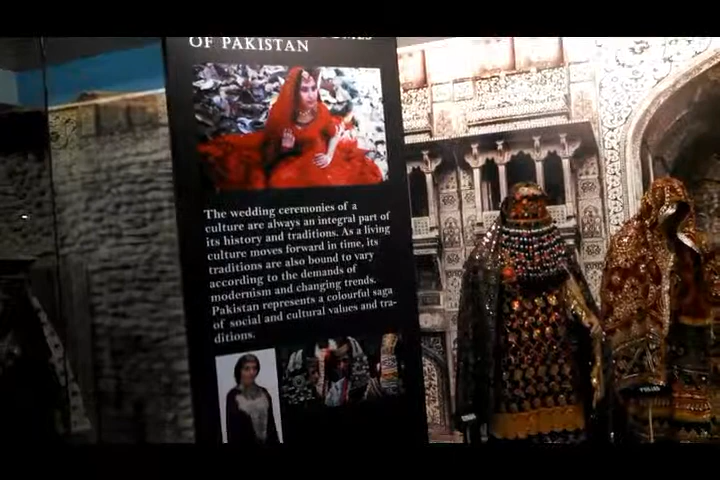 OF PAKISTAN
The wedding ceremonies of a
culture are always an integral part of
its history and traditions. As a living
culture moves forward in time, its
traditions are also bound to vary
according to the demands of
modernism and changing trends.
Pakistan represents a colourful saga
of social and cultural values and tra-
ditions.